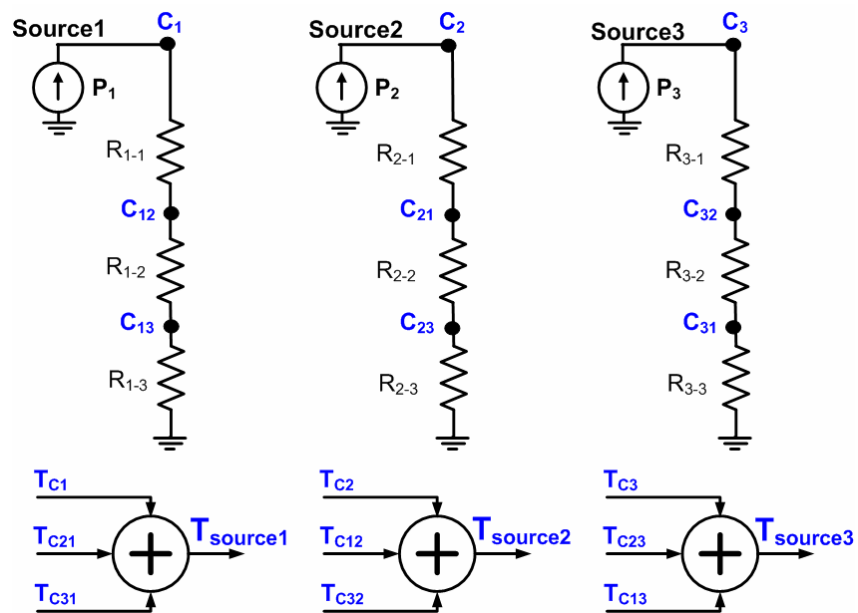 C1 C2 C3
Source1 Source2 Source3
P1 P2 P3
R1-1 R2-1 R3-1
C12 C21 C32
R1-2 R2-2 R3-2
C13 C23 C31
R1-3 R2-3 R3-3
TC1 TC2 TC3
TC21 Tsource1 TC12 Tsource2 TC23 Tsource3
TC31 TC32 TC13